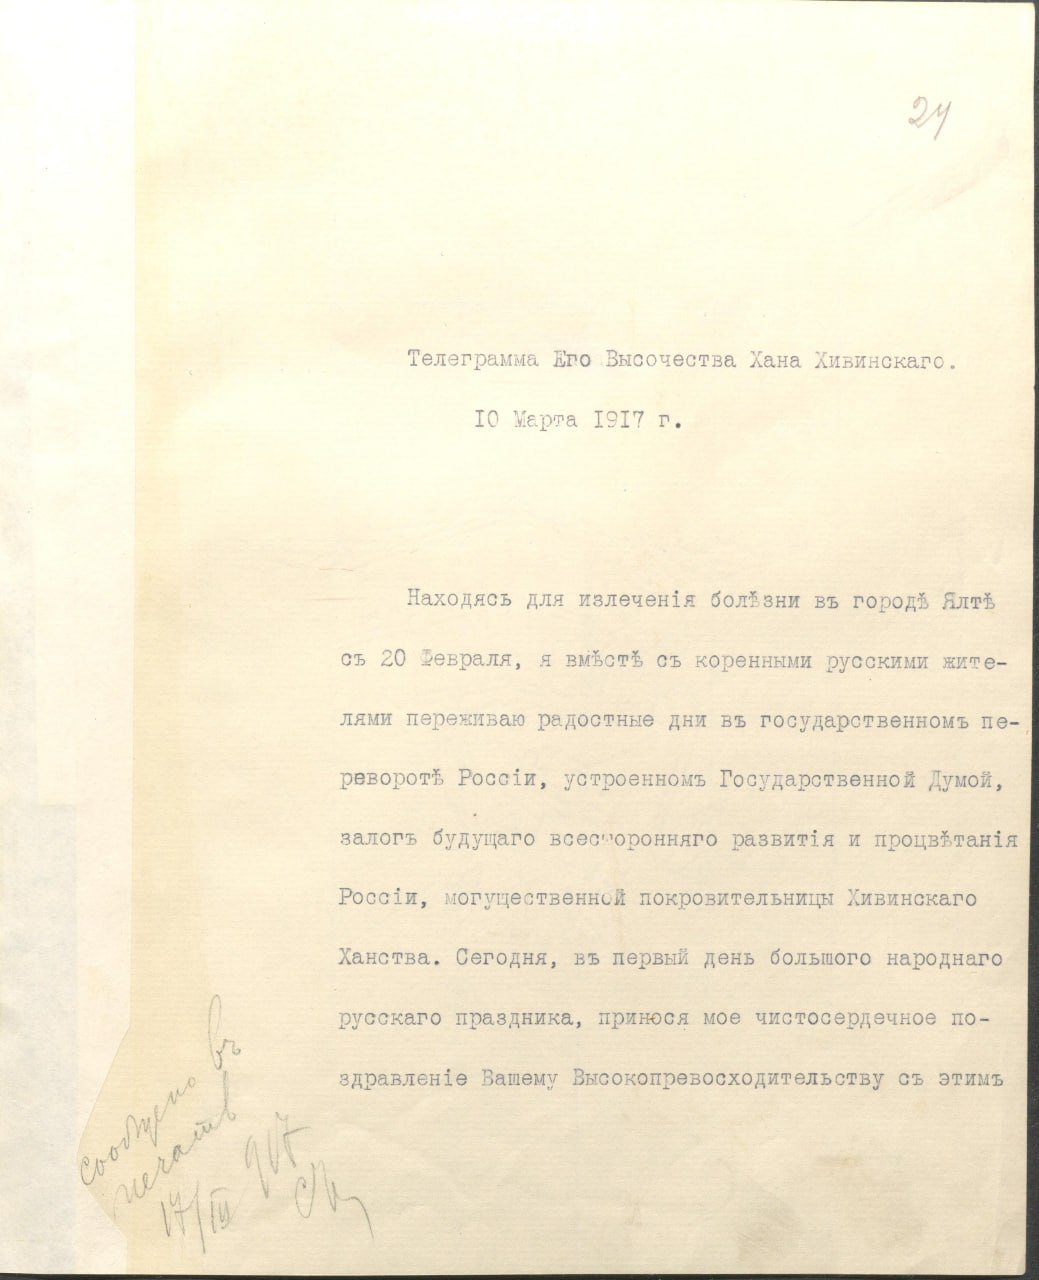 24
Телеграмма Его Высочества Хана Хивинскаго.
10 Марта 1917 г.
Находясь для излеченія болѣзни въ городѣ Ялтѣ
съ 20 Февраля, я вмѣстѣ съ коренными русскими жите-
лями переживаю радостные дни въ государственномъ пе-
реворотѣ Россіи, устроенномъ Государственной Думой,
залогъ будущаго всесторонняго развитія и процвѣтанія
Россіи, могущественной покровительницы Хивинскаго
Ханства. Сегодня, въ первый день большого народнаго
русскаго праздника, принося мое чистосердечное по-
здравленіе Вашему Высокопревосходительству съ этимъ
сообщено въ
печать
17/III 917